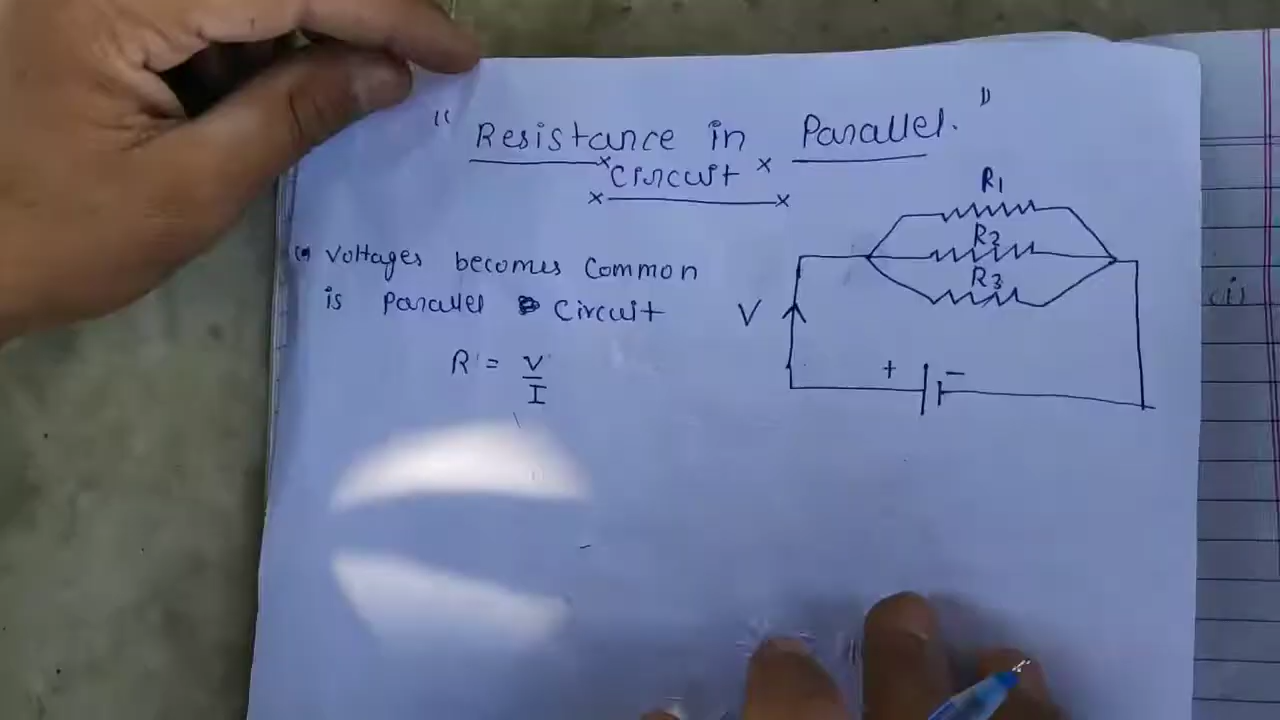 " Resistance in Parallel. "
Circuit
Voltages becomes Common
is Parallel Circuit
R = V
I
R1
R2
R3
V
+ -
(i)